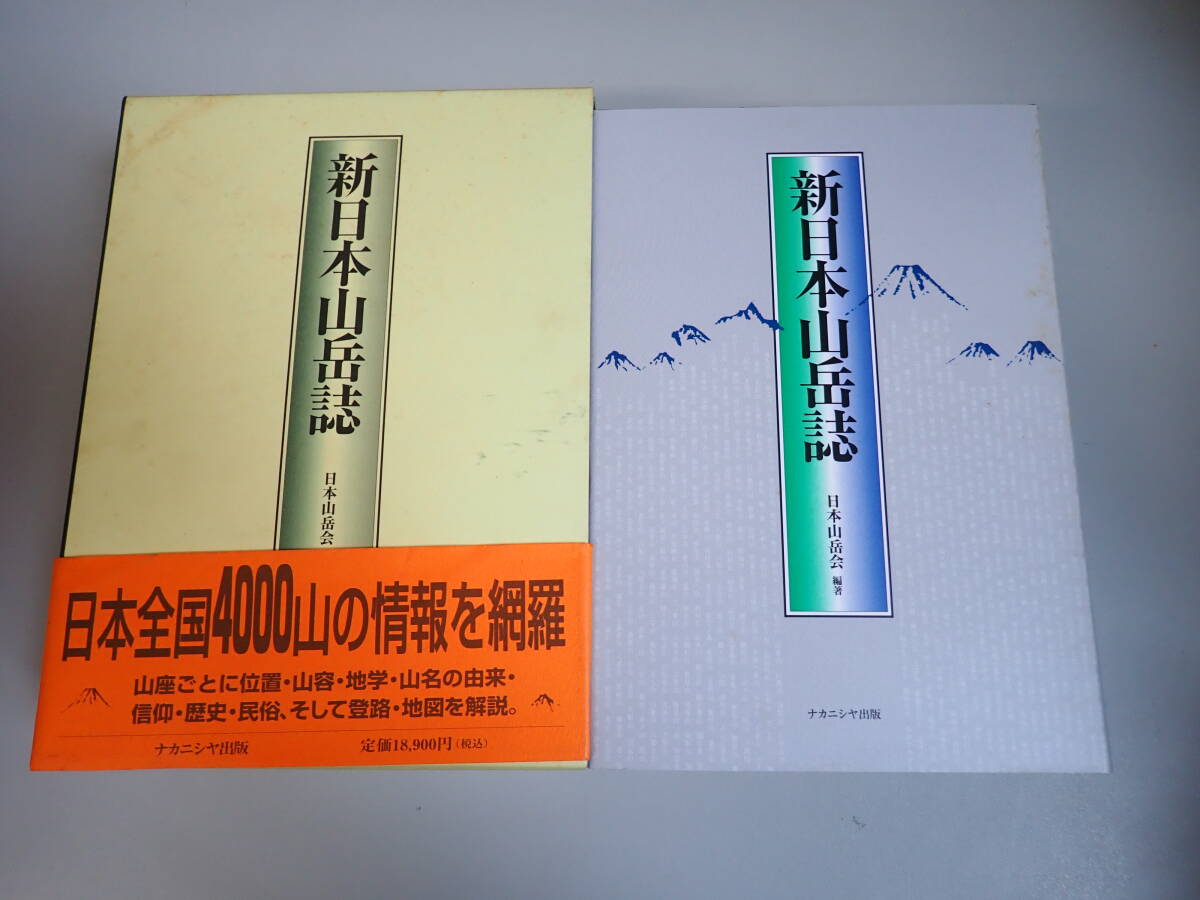 新日本山岳誌
日本山岳会
日本全国4000山の情報を網羅
山座ごとに位置・山容・地学・山名の由来・
信仰・歴史・民俗、そして登路・地図を解説。
ナカニシヤ出版
定価18,900円(税込)
新日本山岳誌
日本山岳会 編著
ナカニシヤ出版